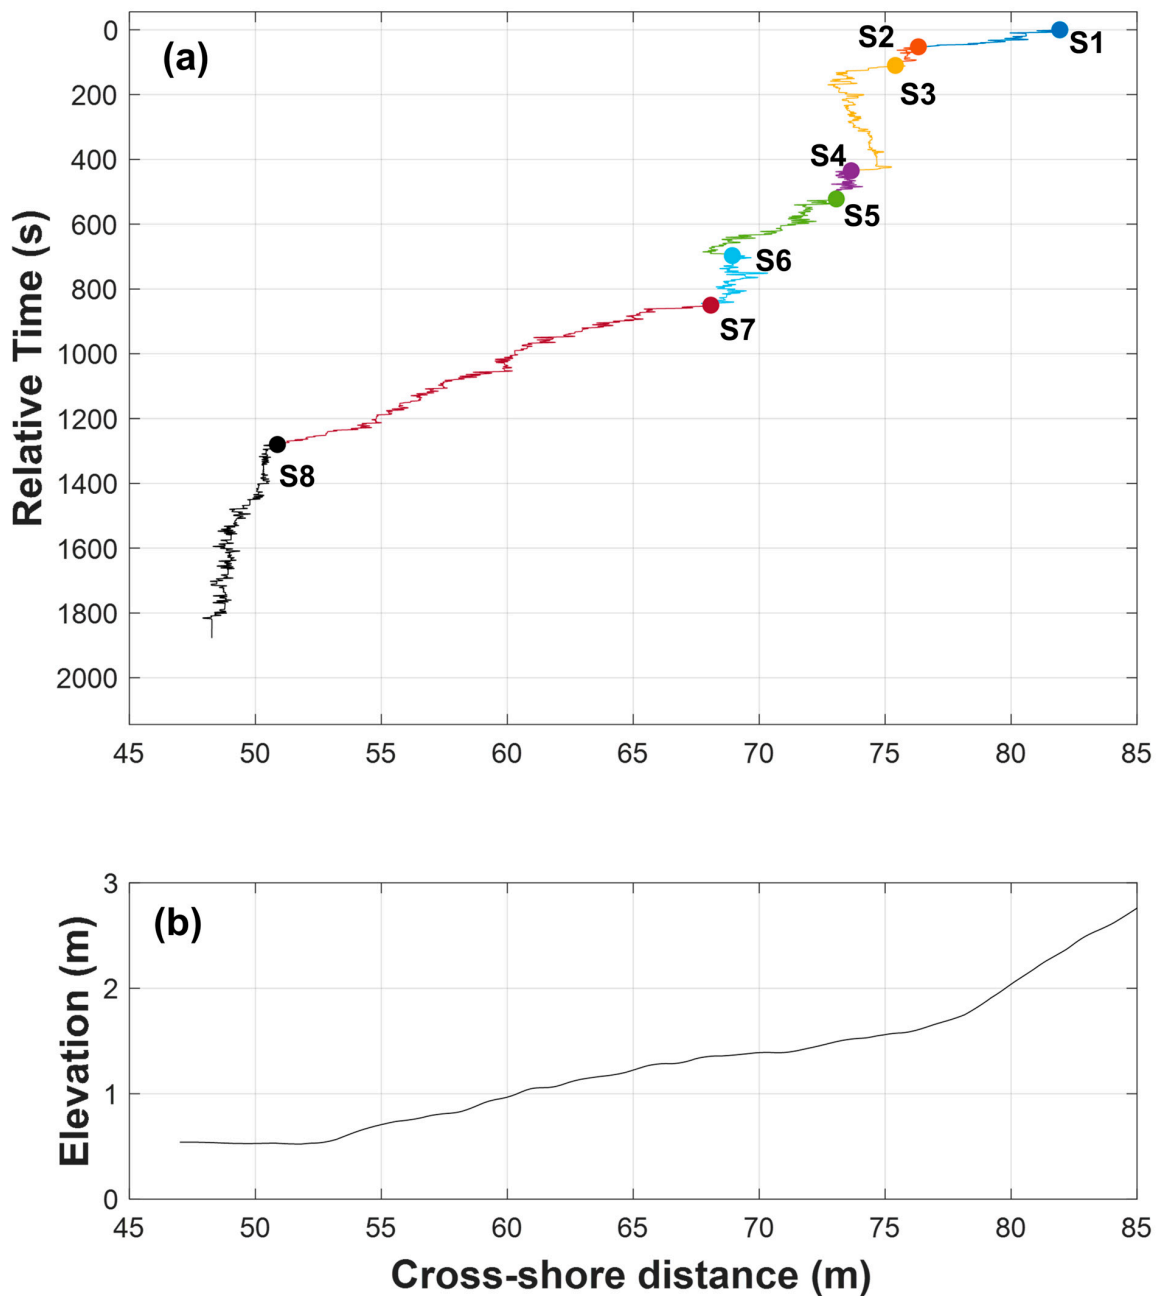 (a)
Relative Time (s)
0
200
400
600
800
1000
1200
1400
1600
1800
2000
S1
S2
S3
S4
S5
S6
S7
S8
45 50 55 60 65 70 75 80 85
(b)
Elevation (m)
3
2
1
0
45 50 55 60 65 70 75 80 85
Cross-shore distance (m)